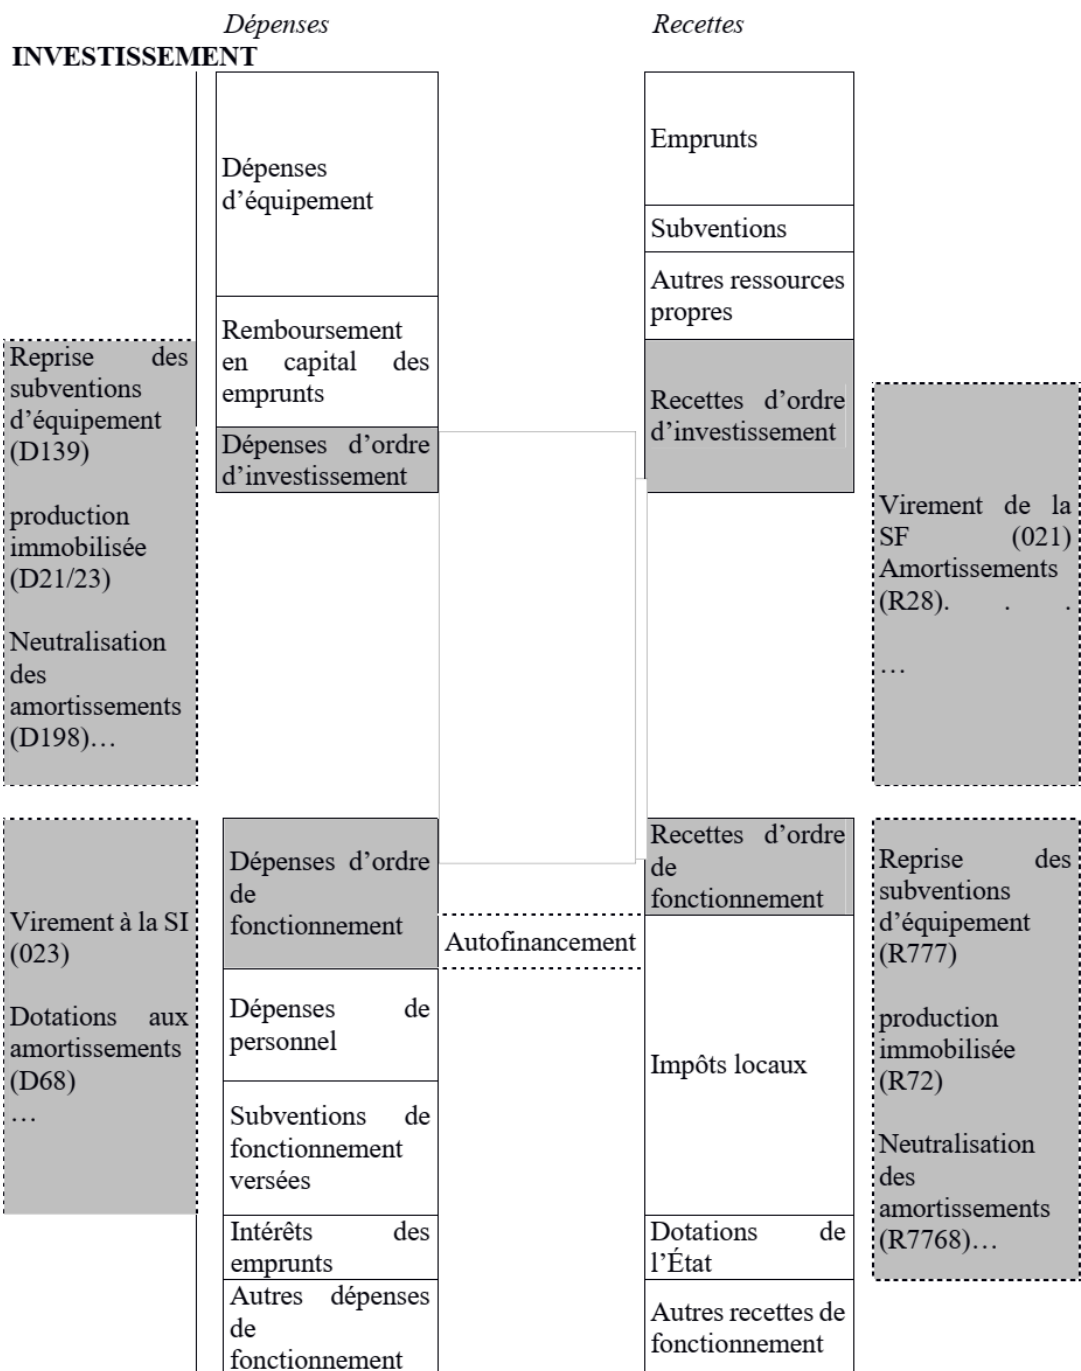 Dépenses
Recettes
INVESTISSEMENT
Dépenses
d’équipement
Remboursement
en capital des
emprunts
Dépenses d’ordre
d’investissement
Emprunts
Subventions
Autres ressources
propres
Recettes d’ordre
d’investissement
Reprise des
subventions
d’équipement
(D139)
production
immobilisée
(D21/23)
Neutralisation
des
amortissements
(D198)…
Virement de la
SF (021)
Amortissements
(R28). . .
…
Virement à la SI
(023)
Dotations aux
amortissements
(D68)
…
Dépenses d’ordre
de
fonctionnement
Autofinancement
Dépenses de
personnel
Subventions de
fonctionnement
versées
Intérêts des
emprunts
Autres dépenses
de
fonctionnement
Recettes d’ordre
de
fonctionnement
Impôts locaux
Dotations de
l’État
Autres recettes de
fonctionnement
Reprise des
subventions
d’équipement
(R777)
production
immobilisée
(R72)
Neutralisation
des
amortissements
(R7768)…